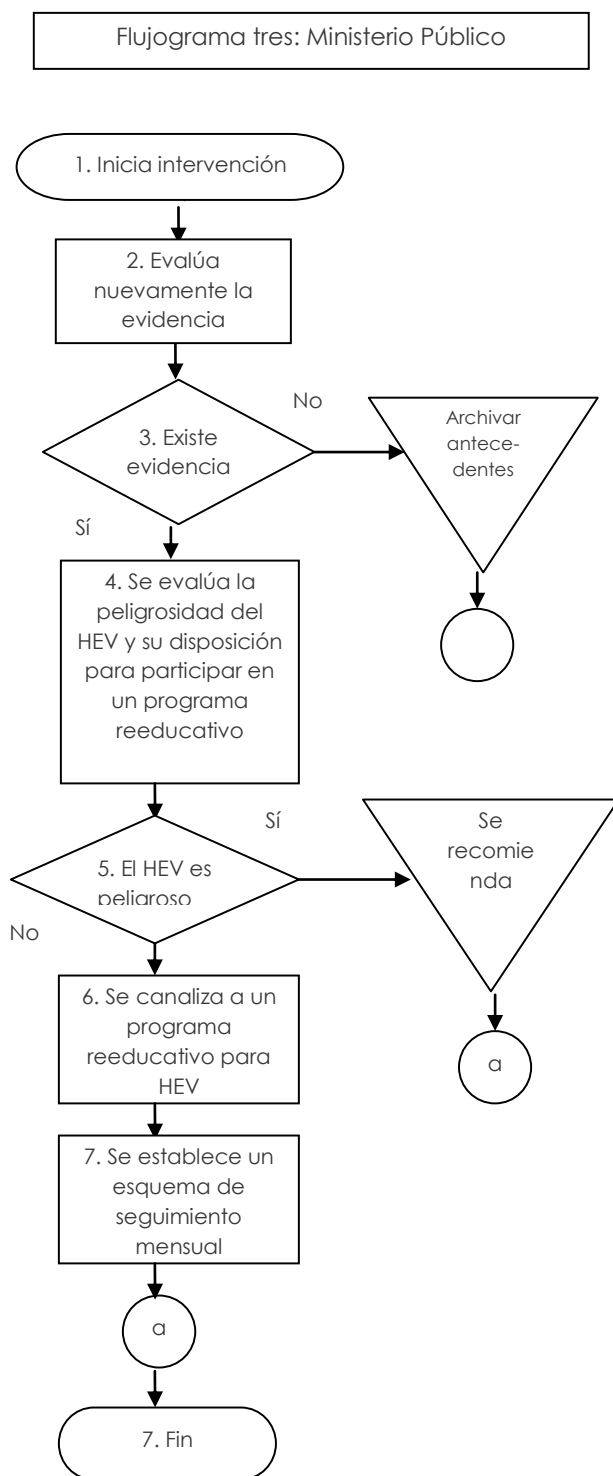 Flujograma tres: Ministerio Público
1. Inicia intervención
2. Evalúa
nuevamente la
evidencia
3. Existe
evidencia
No
Archivar
antece-
dentes
Sí
4. Se evalúa la
peligrosidad del
HEV y su disposición
para participar en
un programa
reeducativo
5. El HEV es
peligroso
Sí
Se
recomie
nda
No
a
6. Se canaliza a un
programa
reeducativo para
HEV
7. Se establece un
esquema de
seguimiento
mensual
a
7. Fin